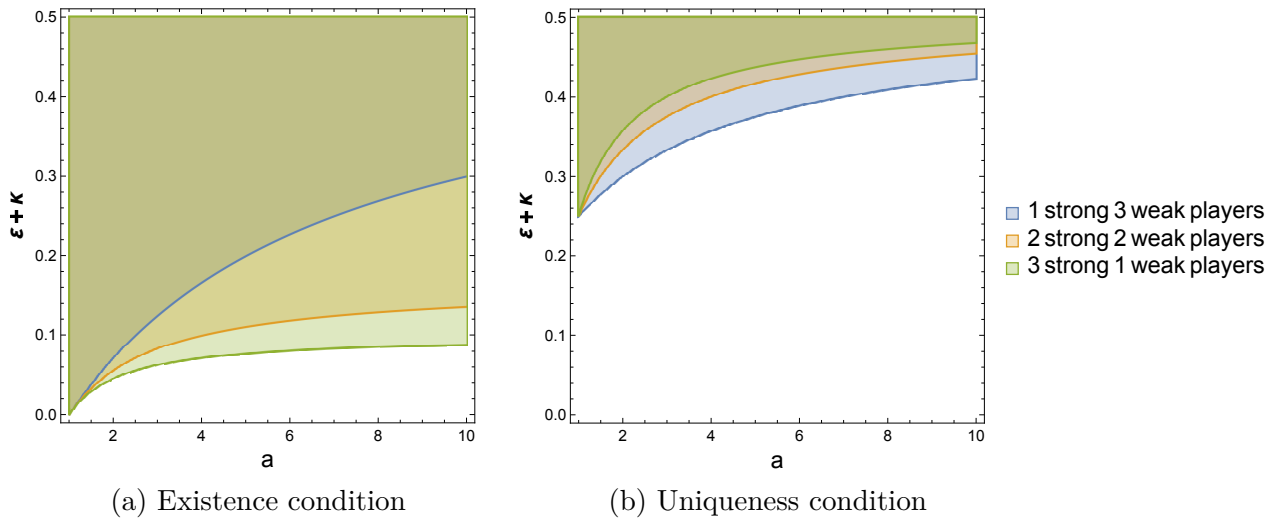 0.5
0.4
0.3
0.2
0.1
0.0
ε+κ
2 4 6 8 10
a
(a) Existence condition
0.5
0.4
0.3
0.2
0.1
0.0
ε+κ
2 4 6 8 10
a
(b) Uniqueness condition
1 strong 3 weak players
2 strong 2 weak players
3 strong 1 weak players